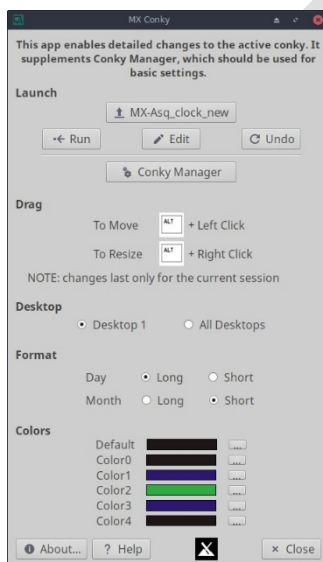 MX Conky
This app enables detailed changes to the active conky. It
supplements Conky Manager, which should be used for
basic settings.
Launch
MX-Asq_clock_new
Run Edit Undo
Conky Manager
Drag
To Move ALT + Left Click
To Resize ALT + Right Click
NOTE: changes last only for the current session
Desktop
Desktop 1 All Desktops
Format
Day Long Short
Month Long Short
Colors
Default ...
Color0 ...
Color1 ...
Color2 ...
Color3 ...
Color4 ...
About... ? Help X × Close